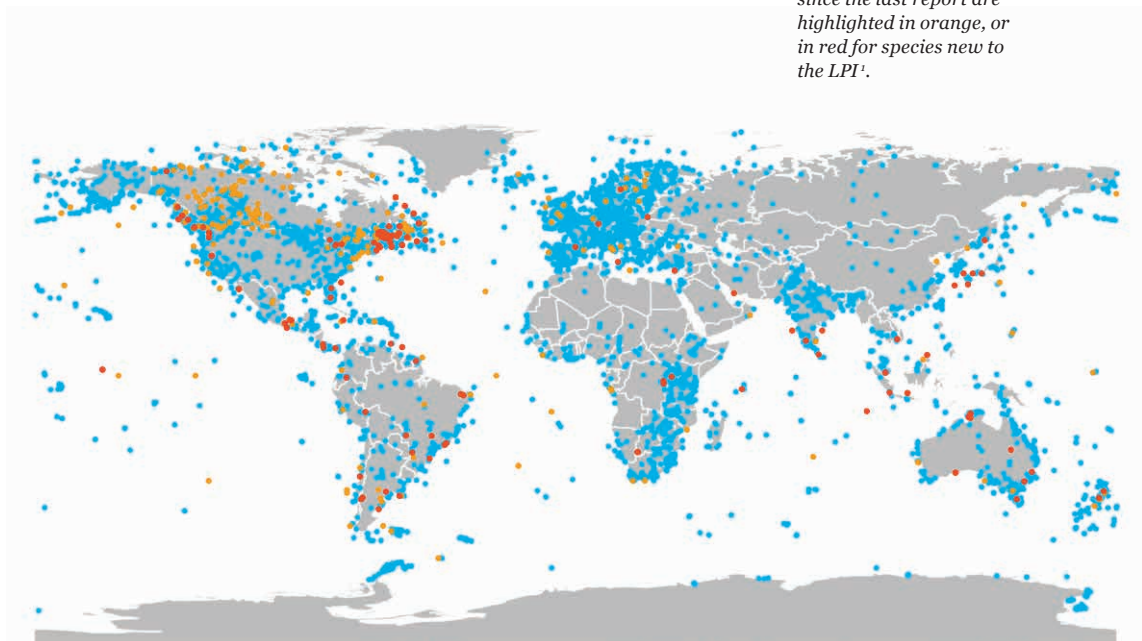 since the last report are
highlighted in orange, or
in red for species new to
the LPI¹.